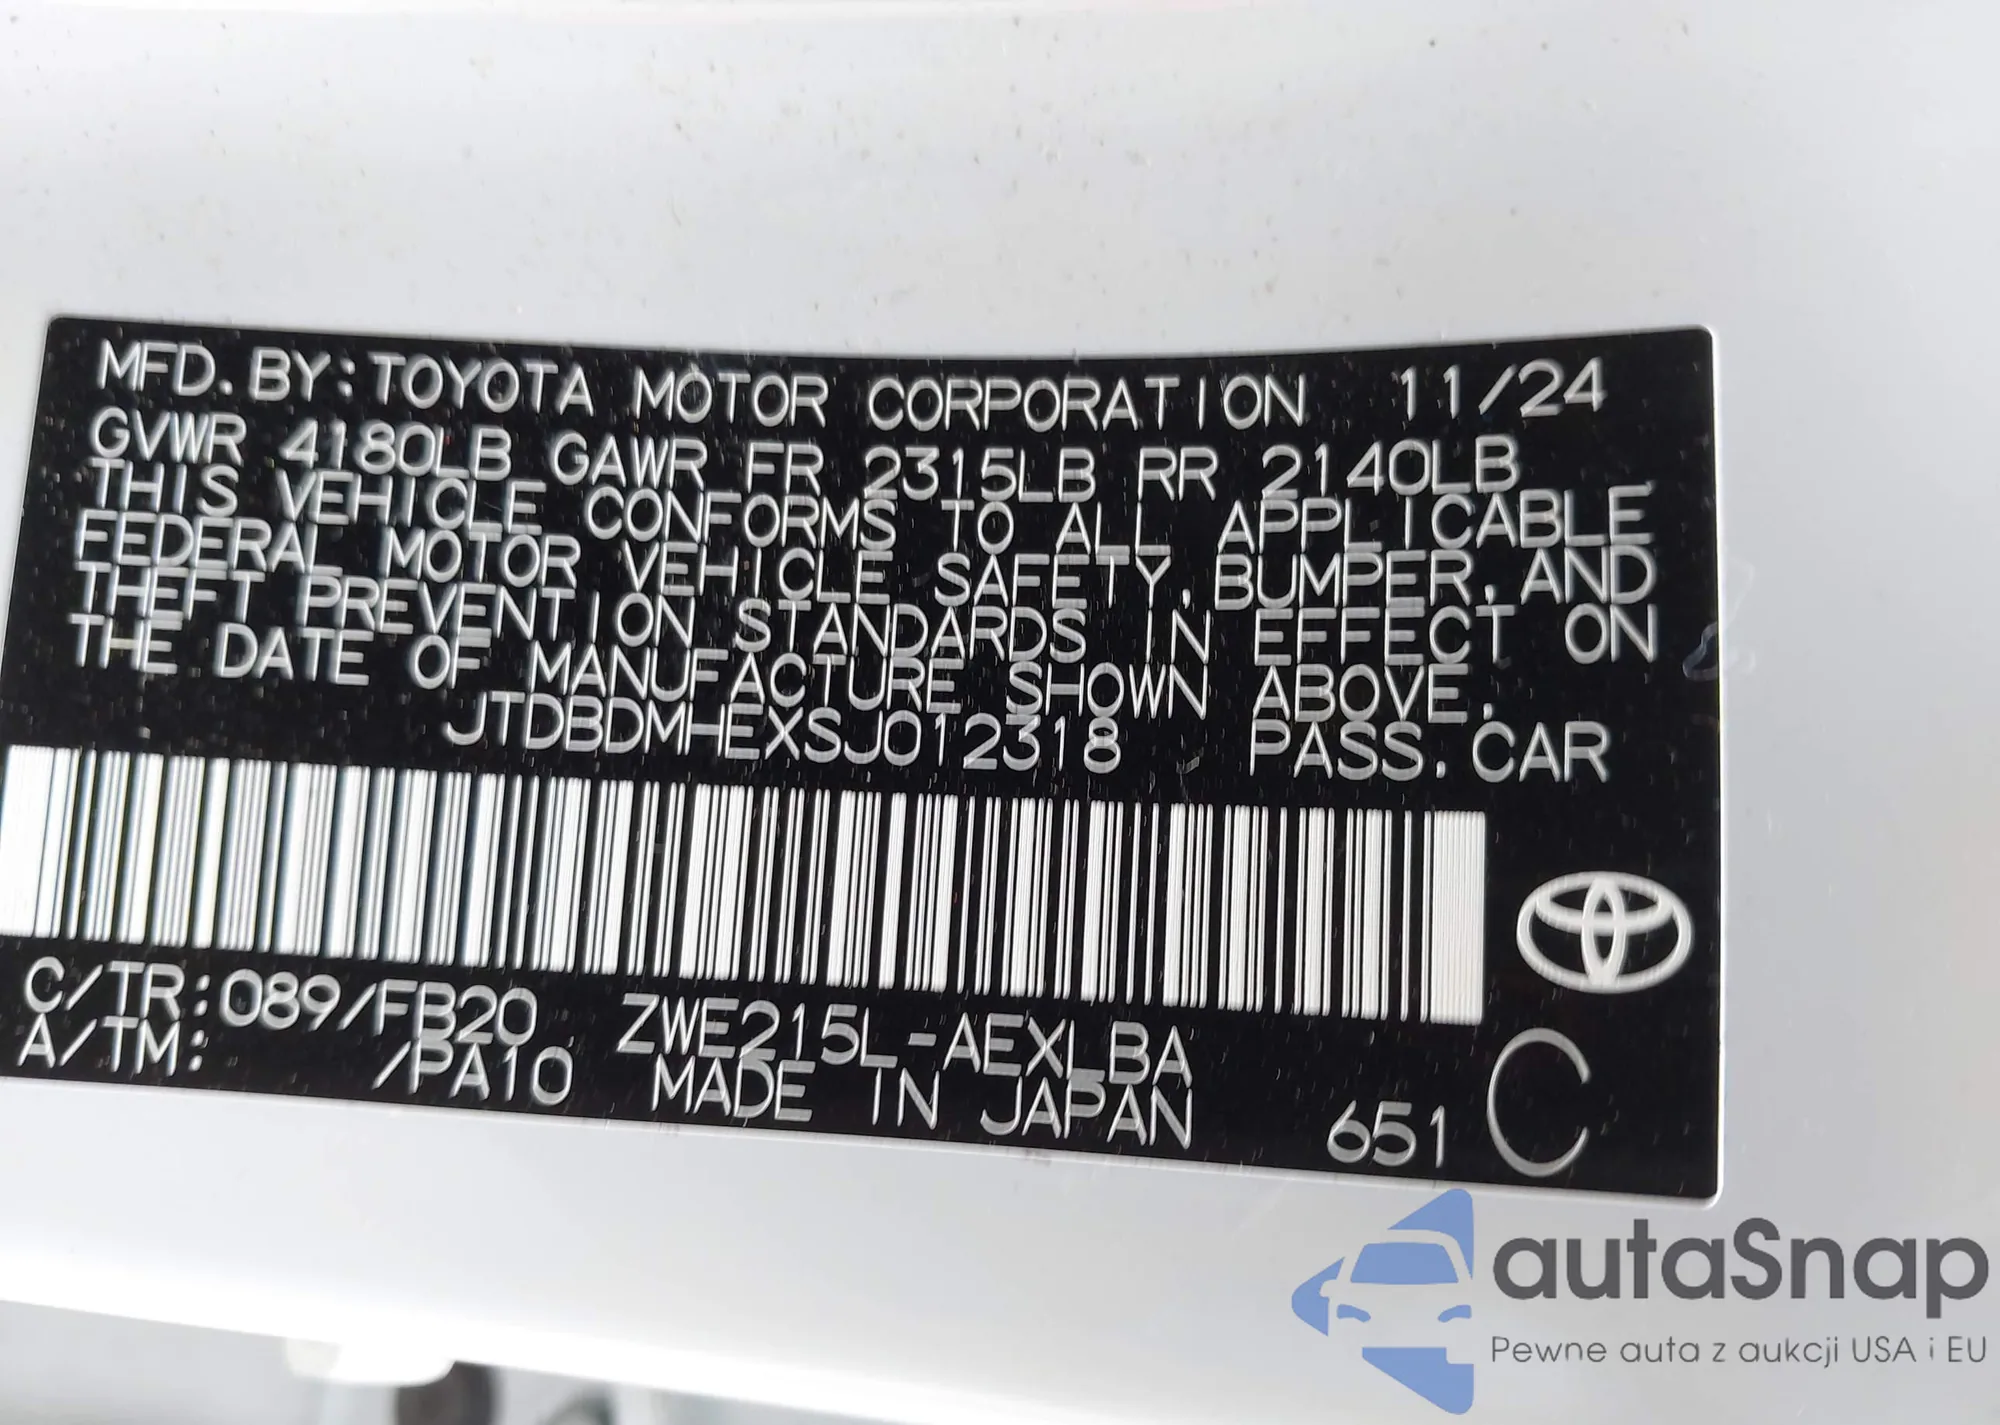 MFD. BY: TOYOTA MOTOR CORPORATION 11/24
GVWR 4180LB GAWR FR 2315LB RR 2140LB
THIS VEHICLE CONFORMS TO ALL APPLICABLE
FEDERAL MOTOR VEHICLE SAFETY, BUMPER, AND
THEFT PREVENTION STANDARDS IN EFFECT ON
THE DATE OF MANUFACTURE SHOWN ABOVE.
JTDBDMHEXSJ012318 PASS. CAR
C/TR: 089/FB20 ZWE215L-AEXLBA
A/TM: /PA10 MADE IN JAPAN 651 C
autaSnap
Pewne auta z aukcji USA i EU